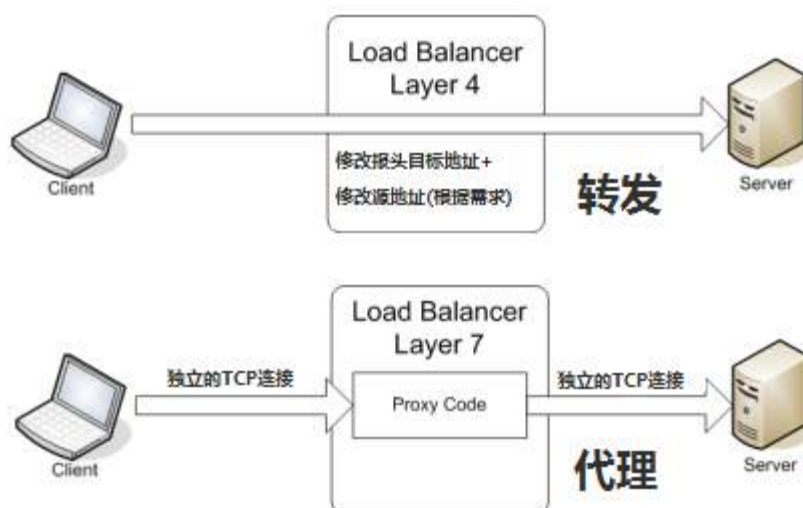 Load Balancer
Layer 4
修改报头目标地址+
修改源地址(根据需求)
Client
转发
Server
Load Balancer
Layer 7
独立的TCP连接
独立的TCP连接
Proxy Code
Client
代理
Server